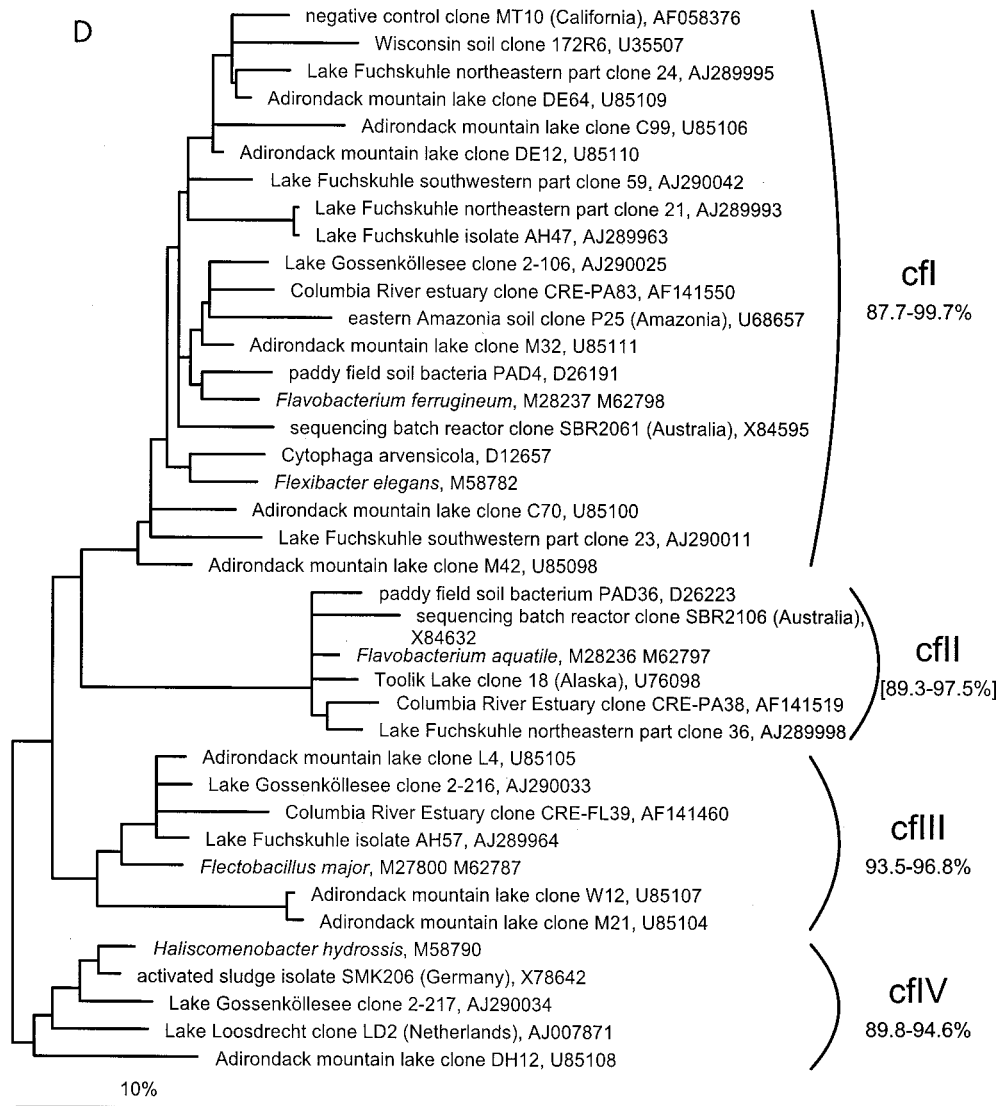 D
negative control clone MT10 (California), AF058376
Wisconsin soil clone 172R6, U35507
Lake Fuchskuhle northeastern part clone 24, AJ289995
Adirondack mountain lake clone DE64, U85109
Adirondack mountain lake clone C99, U85106
Adirondack mountain lake clone DE12, U85110
Lake Fuchskuhle southwestern part clone 59, AJ290042
Lake Fuchskuhle northeastern part clone 21, AJ289993
Lake Fuchskuhle isolate AH47, AJ289963
Lake Gossenköllesee clone 2-106, AJ290025
Columbia River estuary clone CRE-PA83, AF141550
eastern Amazonia soil clone P25 (Amazonia), U68657
Adirondack mountain lake clone M32, U85111
paddy field soil bacteria PAD4, D26191
Flavobacterium ferrugineum, M28237 M62798
sequencing batch reactor clone SBR2061 (Australia), X84595
Cytophaga arvensicola, D12657
Flexibacter elegans, M58782
Adirondack mountain lake clone C70, U85100
Lake Fuchskuhle southwestern part clone 23, AJ290011
Adirondack mountain lake clone M42, U85098
cfI
87.7-99.7%
paddy field soil bacterium PAD36, D26223
sequencing batch reactor clone SBR2106 (Australia),
X84632
Flavobacterium aquatile, M28236 M62797
Toolik Lake clone 18 (Alaska), U76098
Columbia River Estuary clone CRE-PA38, AF141519
Lake Fuchskuhle northeastern part clone 36, AJ289998
cfII
[89.3-97.5%]
Adirondack mountain lake clone L4, U85105
Lake Gossenköllesee clone 2-216, AJ290033
Columbia River Estuary clone CRE-FL39, AF141460
Lake Fuchskuhle isolate AH57, AJ289964
Flectobacillus major, M27800 M62787
Adirondack mountain lake clone W12, U85107
Adirondack mountain lake clone M21, U85104
cfIII
93.5-96.8%
Haliscomenobacter hydrossis, M58790
activated sludge isolate SMK206 (Germany), X78642
Lake Gossenköllesee clone 2-217, AJ290034
Lake Loosdrecht clone LD2 (Netherlands), AJ007871
Adirondack mountain lake clone DH12, U85108
cfIV
89.8-94.6%
10%